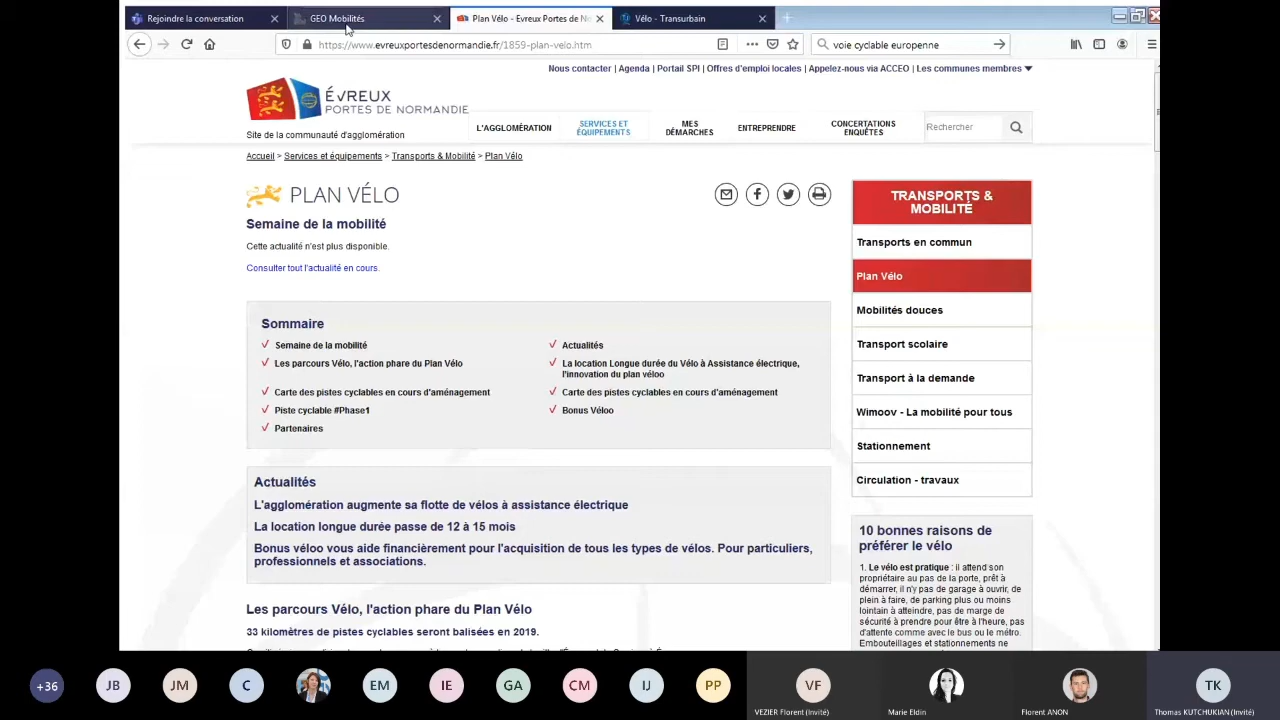 Rejoindre la conversation
GEO Mobilités
Plan Vélo - Evreux Portes de No
Vélo - Transurbain
https://www.evreuxportesdenormandie.fr/1859-plan-velo.htm
voie cyclable europenne
Nous contacter | Agenda | Portail SPI | Offres d'emploi locales | Appelez-nous via ACCEO | Les communes membres
ÉVREUX
PORTES DE NORMANDIE
Site de la communauté d'agglomération
L'AGGLOMÉRATION
SERVICES ET
ÉQUIPEMENTS
MES
DÉMARCHES
ENTREPRENDRE
CONCERTATIONS
ENQUÊTES
Rechercher
Accueil > Services et équipements > Transports & Mobilité > Plan Vélo
PLAN VÉLO
Semaine de la mobilité
Cette actualité n'est plus disponible.
Consulter tout l'actualité en cours.
Sommaire
Semaine de la mobilité
Les parcours Vélo, l'action phare du Plan Vélo
Carte des pistes cyclables en cours d'aménagement
Piste cyclable #Phase1
Partenaires
Actualités
La location Longue durée du Vélo à Assistance électrique,
l'innovation du plan véloo
Carte des pistes cyclables en cours d'aménagement
Bonus Véloo
Actualités
L'agglomération augmente sa flotte de vélos à assistance électrique
La location longue durée passe de 12 à 15 mois
Bonus véloo vous aide financièrement pour l'acquisition de tous les types de vélos. Pour particuliers,
professionnels et associations.
Les parcours Vélo, l'action phare du Plan Vélo
33 kilomètres de pistes cyclables seront balisées en 2019.
TRANSPORTS &
MOBILITÉ
Transports en commun
Plan Vélo
Mobilités douces
Transport scolaire
Transport à la demande
Wimoov - La mobilité pour tous
Stationnement
Circulation - travaux
10 bonnes raisons de
préférer le vélo
1. Le vélo est pratique : il attend son
propriétaire au pas de la porte, prêt à
démarrer, il n'y pas de garage à ouvrir, de
de plein à faire, de parking plus ou moins
lointain à atteindre, pas de marge de
sécurité à prendre pour être à l'heure, pas
d'attente comme avec le bus ou le métro.
Embouteillages et stationnements ne
+36
JB
JM
C
EM
IE
GA
CM
IJ
PP
VF
TK
VEZIER Florent (Invité)
Marie Eldin
Florent ANON
Thomas KUTCHUKIAN (Invité)